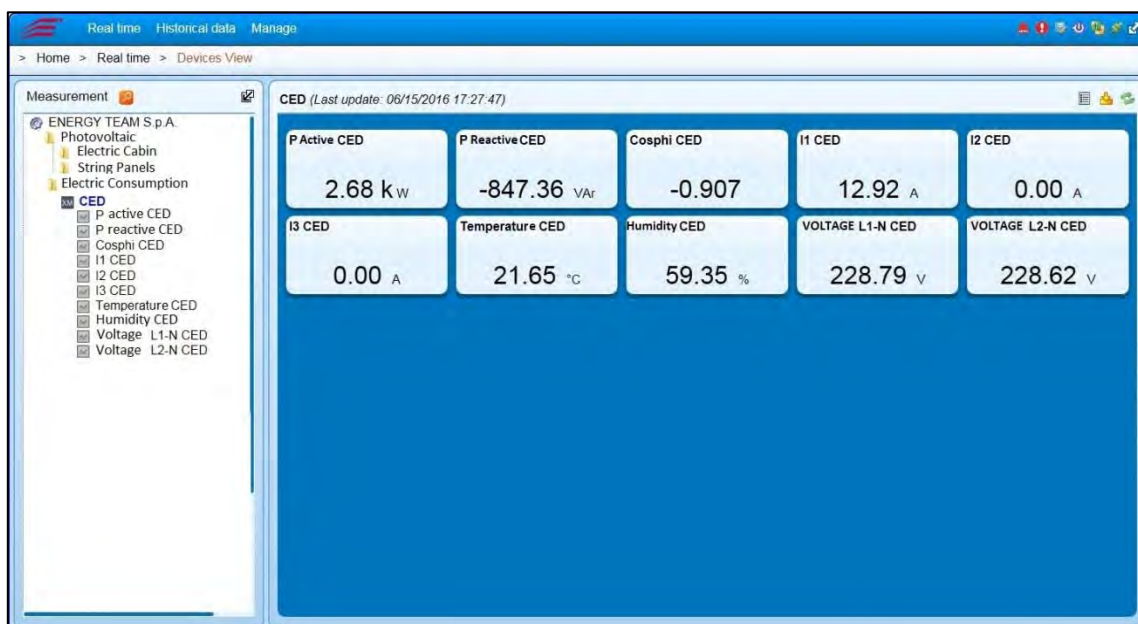 Real time Historical data Manage
> Home > Real time > Devices View
Measurement
ENERGY TEAM S.p.A.
Photovoltaic
Electric Cabin
String Panels
Electric Consumption
XM CED
P active CED
P reactive CED
Cosphi CED
I1 CED
I2 CED
I3 CED
Temperature CED
Humidity CED
Voltage L1-N CED
Voltage L2-N CED
CED (Last update: 06/15/2016 17:27:47)
P Active CED
2.68 kW
P Reactive CED
-847.36 VAr
Cosphi CED
-0.907
I1 CED
12.92 A
I2 CED
0.00 A
I3 CED
0.00 A
Temperature CED
21.65 °C
Humidity CED
59.35 %
VOLTAGE L1-N CED
228.79 V
VOLTAGE L2-N CED
228.62 V